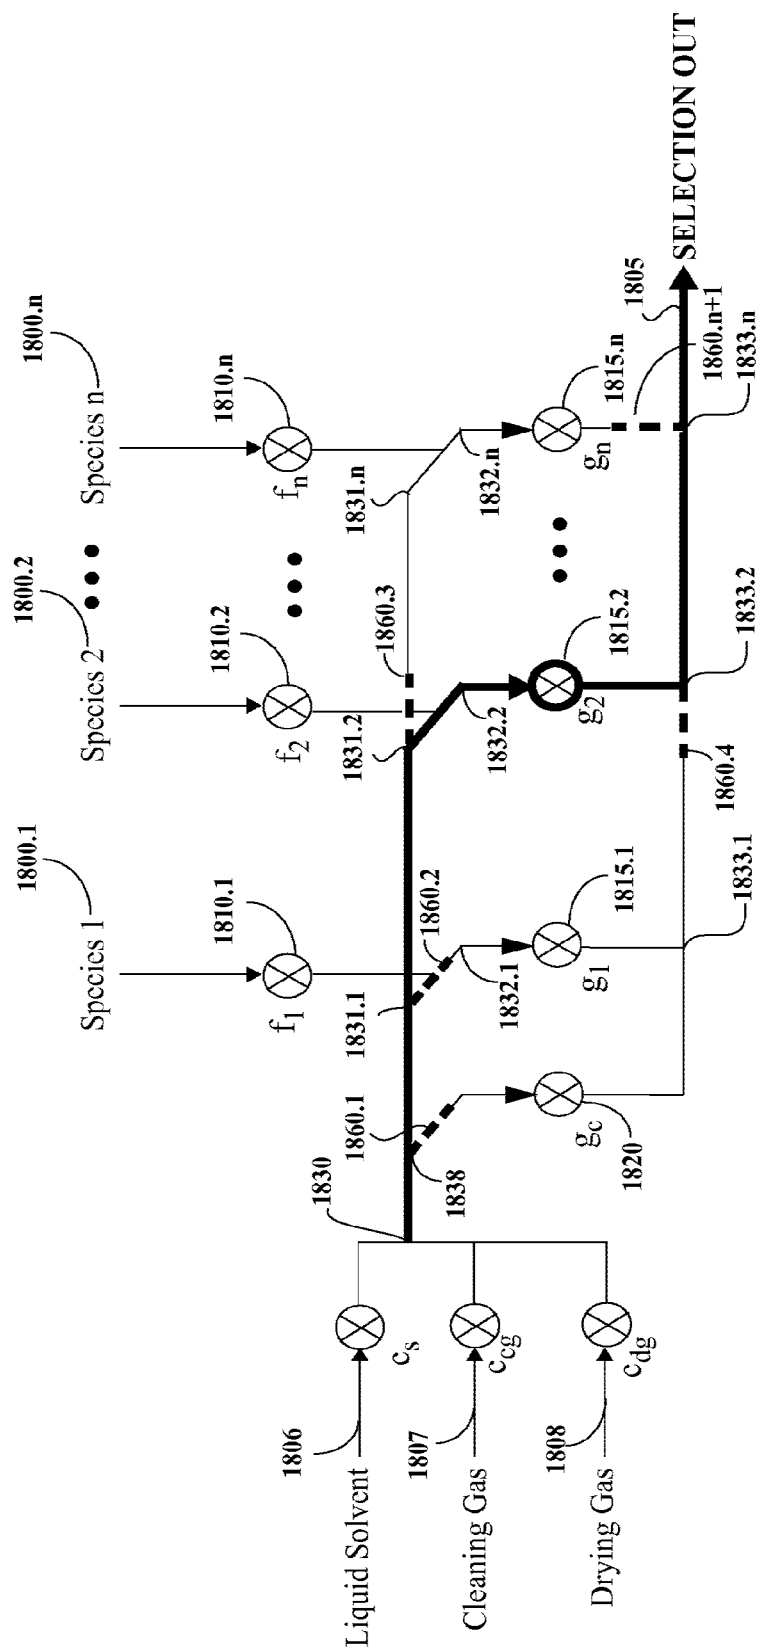 1800.1
1800.2
1800.n
Species 1
Species 2
Species n
1810.1
1810.2
1810.n
f1
f2
fn
1806
Liquid Solvent
cs
1830
1860.1
1831.1
1860.2
1831.2
1860.3
1831.n
1807
Cleaning Gas
ccg
1838
1832.1
1832.2
1832.n
1808
Drying Gas
cdg
gc
1820
g1
1815.1
g2
1815.2
gn
1815.n
1833.1
1860.4
1833.2
1860.n+1
1833.n
1805
SELECTION OUT